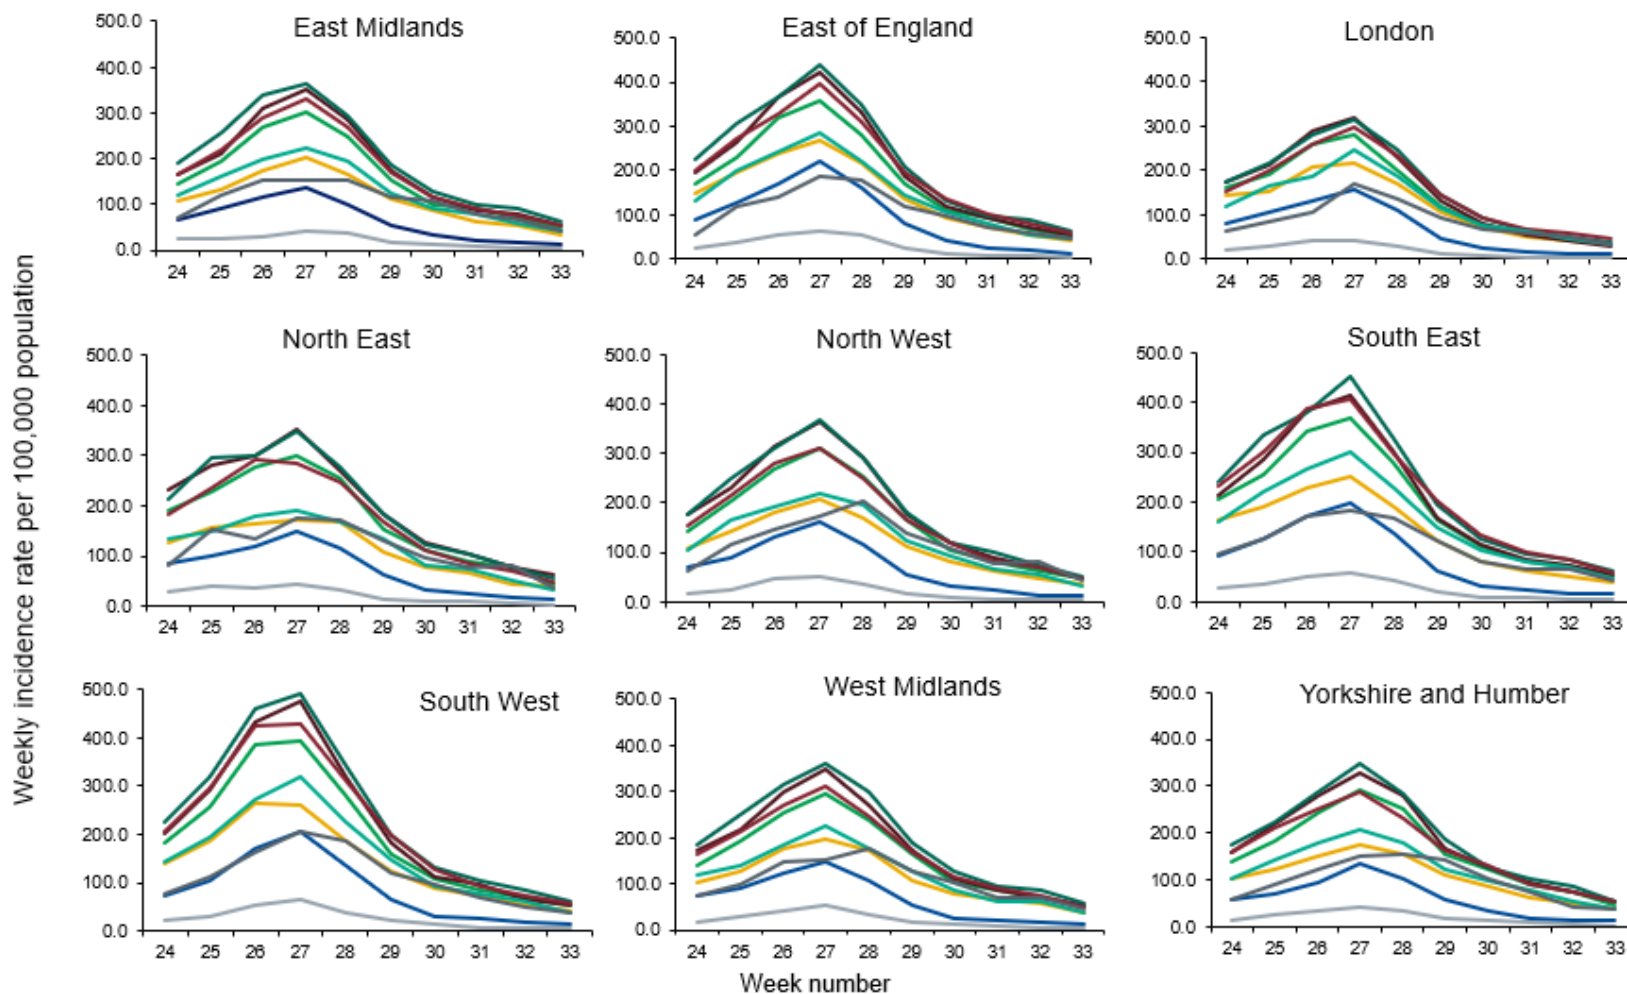 Weekly incidence rate per 100,000 population
East Midlands
500.0
400.0
300.0
200.0
100.0
0.0
24 25 26 27 28 29 30 31 32 33
East of England
500.0
400.0
300.0
200.0
100.0
0.0
24 25 26 27 28 29 30 31 32 33
London
500.0
400.0
300.0
200.0
100.0
0.0
24 25 26 27 28 29 30 31 32 33
North East
500.0
400.0
300.0
200.0
100.0
0.0
24 25 26 27 28 29 30 31 32 33
North West
500.0
400.0
300.0
200.0
100.0
0.0
24 25 26 27 28 29 30 31 32 33
South East
500.0
400.0
300.0
200.0
100.0
0.0
24 25 26 27 28 29 30 31 32 33
South West
500.0
400.0
300.0
200.0
100.0
0.0
24 25 26 27 28 29 30 31 32 33
West Midlands
500.0
400.0
300.0
200.0
100.0
0.0
24 25 26 27 28 29 30 31 32 33
Yorkshire and Humber
500.0
400.0
300.0
200.0
100.0
0.0
24 25 26 27 28 29 30 31 32 33
Week number